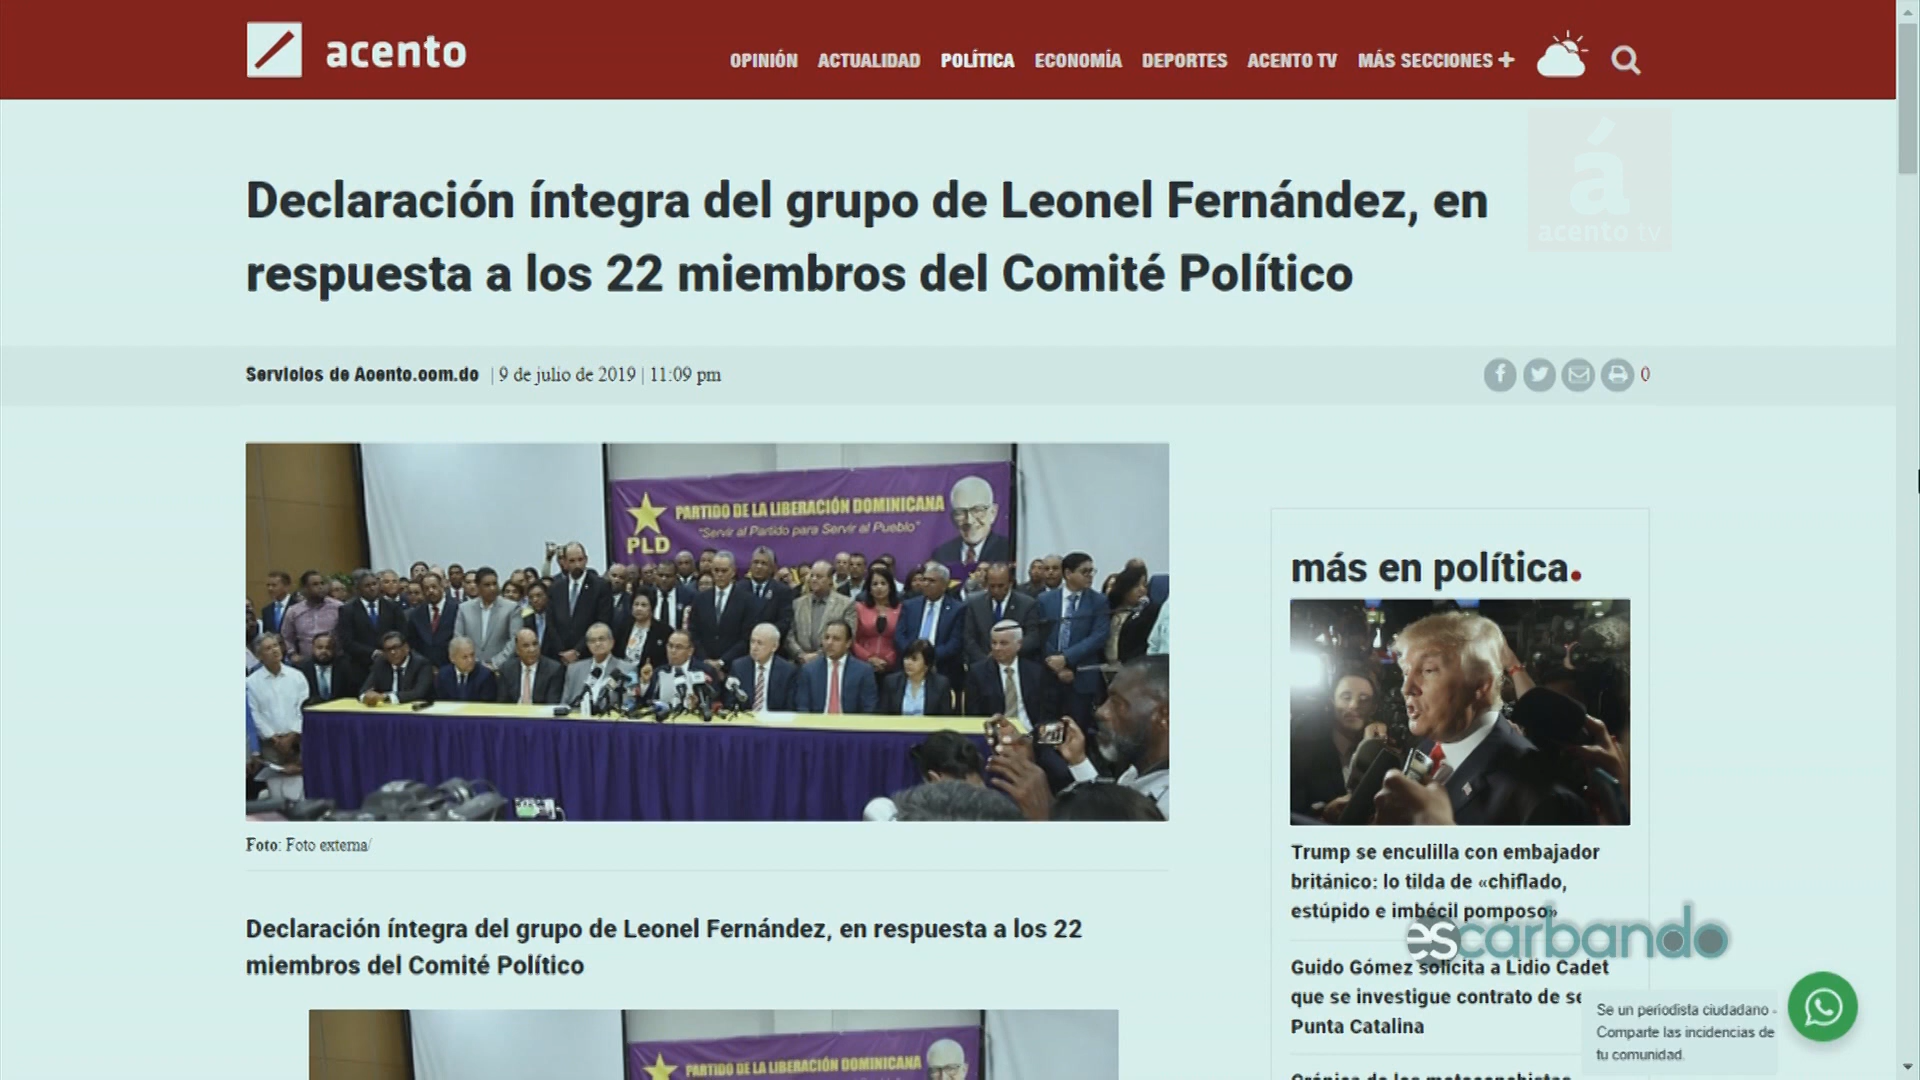 acento
OPINIÓN ACTUALIDAD POLÍTICA ECONOMÍA DEPORTES ACENTO TV MÁS SECCIONES +
á
acento tv
Declaración íntegra del grupo de Leonel Fernández, en
respuesta a los 22 miembros del Comité Político
Servicios de Acento.com.do | 9 de julio de 2019 | 11:09 pm
0
PARTIDO DE LA LIBERACIÓN DOMINICANA
"Servir al Partido para Servir al Pueblo"
PLD
Foto: Foto externa/
Declaración íntegra del grupo de Leonel Fernández, en respuesta a los 22
miembros del Comité Político
PARTIDO DE LA LIBERACIÓN DOMINICANA
más en política.
Trump se enculilla con embajador
británico: lo tilda de «chiflado,
estúpido e imbécil pomposo»
escarbando
Guido Gómez solicita a Lidio Cadet
que se investigue contrato de se
Punta Catalina
Se un periodista ciudadano -
Comparte las incidencias de
tu comunidad.